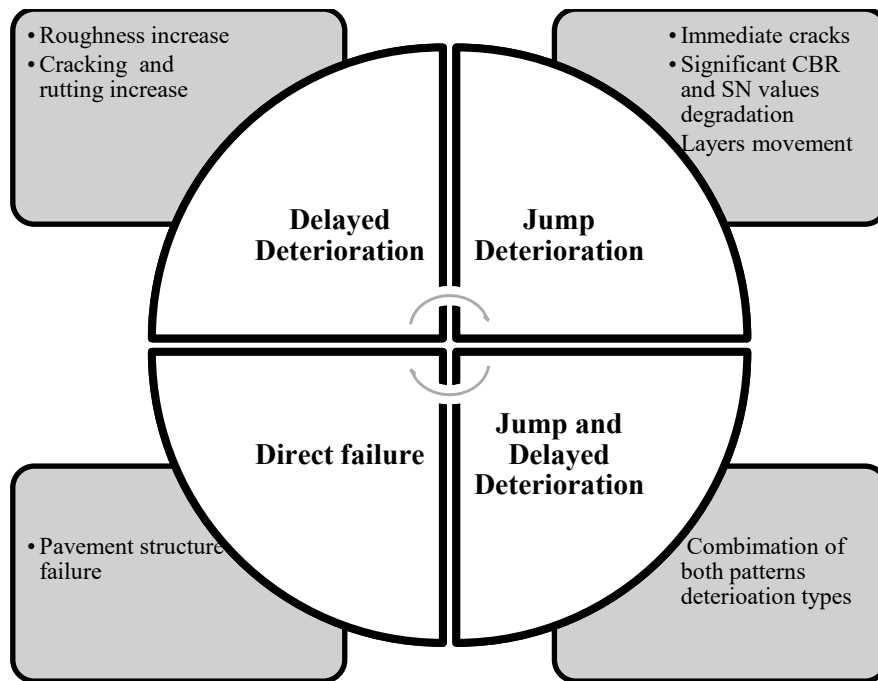 • Roughness increase
• Cracking and
rutting increase
• Immediate cracks
• Significant CBR
and SN values
degradation
Layers movement
Delayed
Deterioration
Jump
Deterioration
Direct failure
Jump and
Delayed
Deterioration
• Pavement structure
failure
Combimation of
both patterns
deterioation types